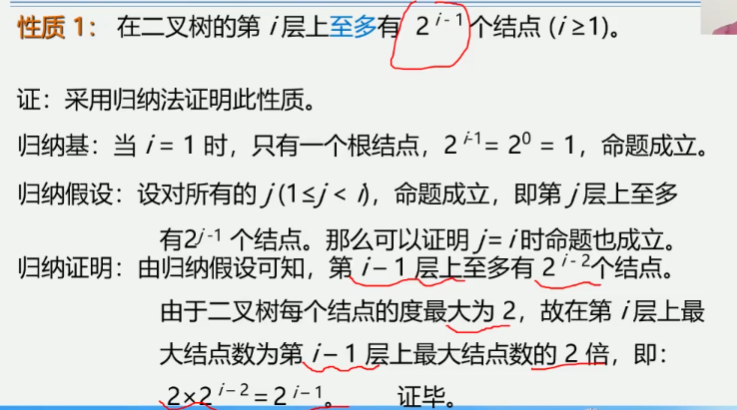 性质 1： 在二叉树的第 i 层上至多有 2^{i-1} 个结点 (i ≥1)。
证：采用归纳法证明此性质。
归纳基：当 i = 1 时，只有一个根结点，2^{i-1} = 2^0 = 1，命题成立。
归纳假设：设对所有的 j (1≤j < i)，命题成立，即第 j 层上至多
有2^{j-1} 个结点。那么可以证明 j= i 时命题也成立。
归纳证明：由归纳假设可知，第 i – 1 层上至多有 2^{i-2}个结点。
由于二叉树每个结点的度最大为 2，故在第 i 层上最
大结点数为第 i – 1 层上最大结点数的 2 倍，即：
2×2^{i-2} = 2^{i-1}。 证毕。